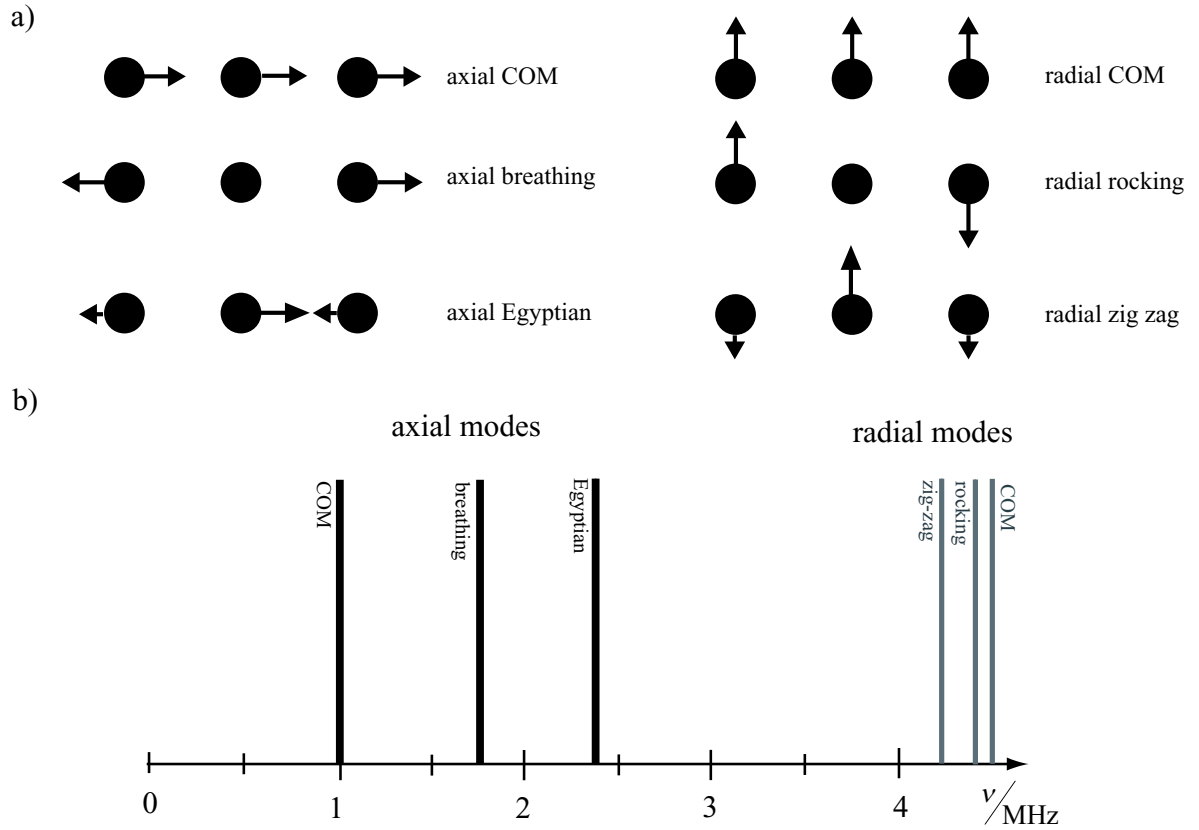 a)
axial COM
radial COM
axial breathing
radial rocking
axial Egyptian
radial zig zag
b)
axial modes
radial modes
COM
breathing
Egyptian
zig-zag
rocking
COM
0
1
2
3
4
ν/MHz